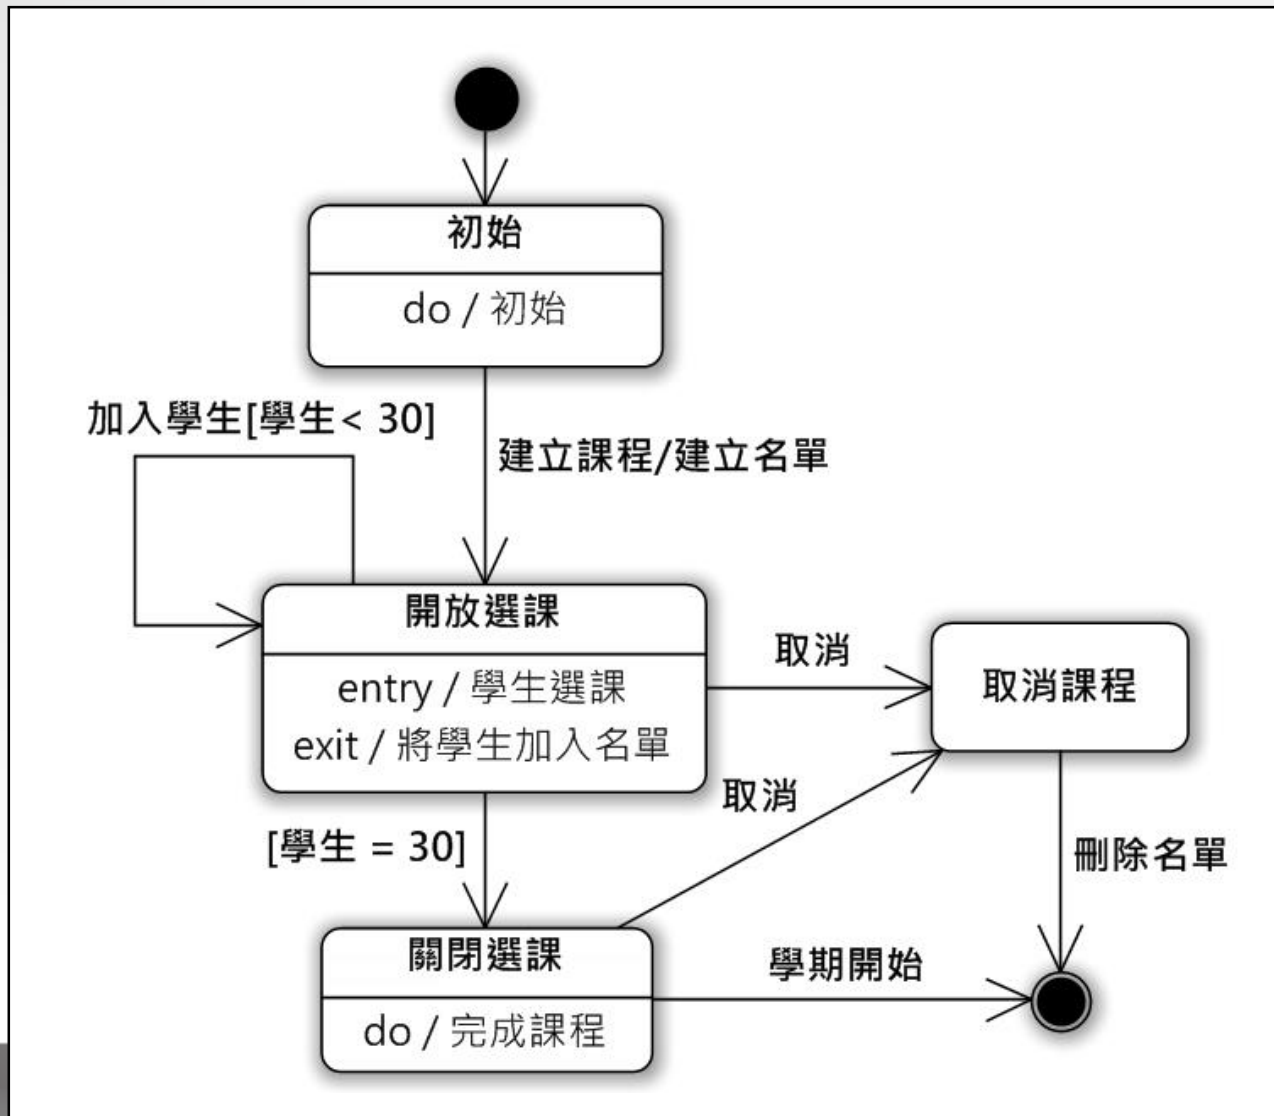 初始
do / 初始
加入學生[學生< 30]
建立課程/建立名單
開放選課
entry / 學生選課
exit / 將學生加入名單
取消
取消課程
取消
[學生 = 30]
刪除名單
關閉選課
do / 完成課程
學期開始